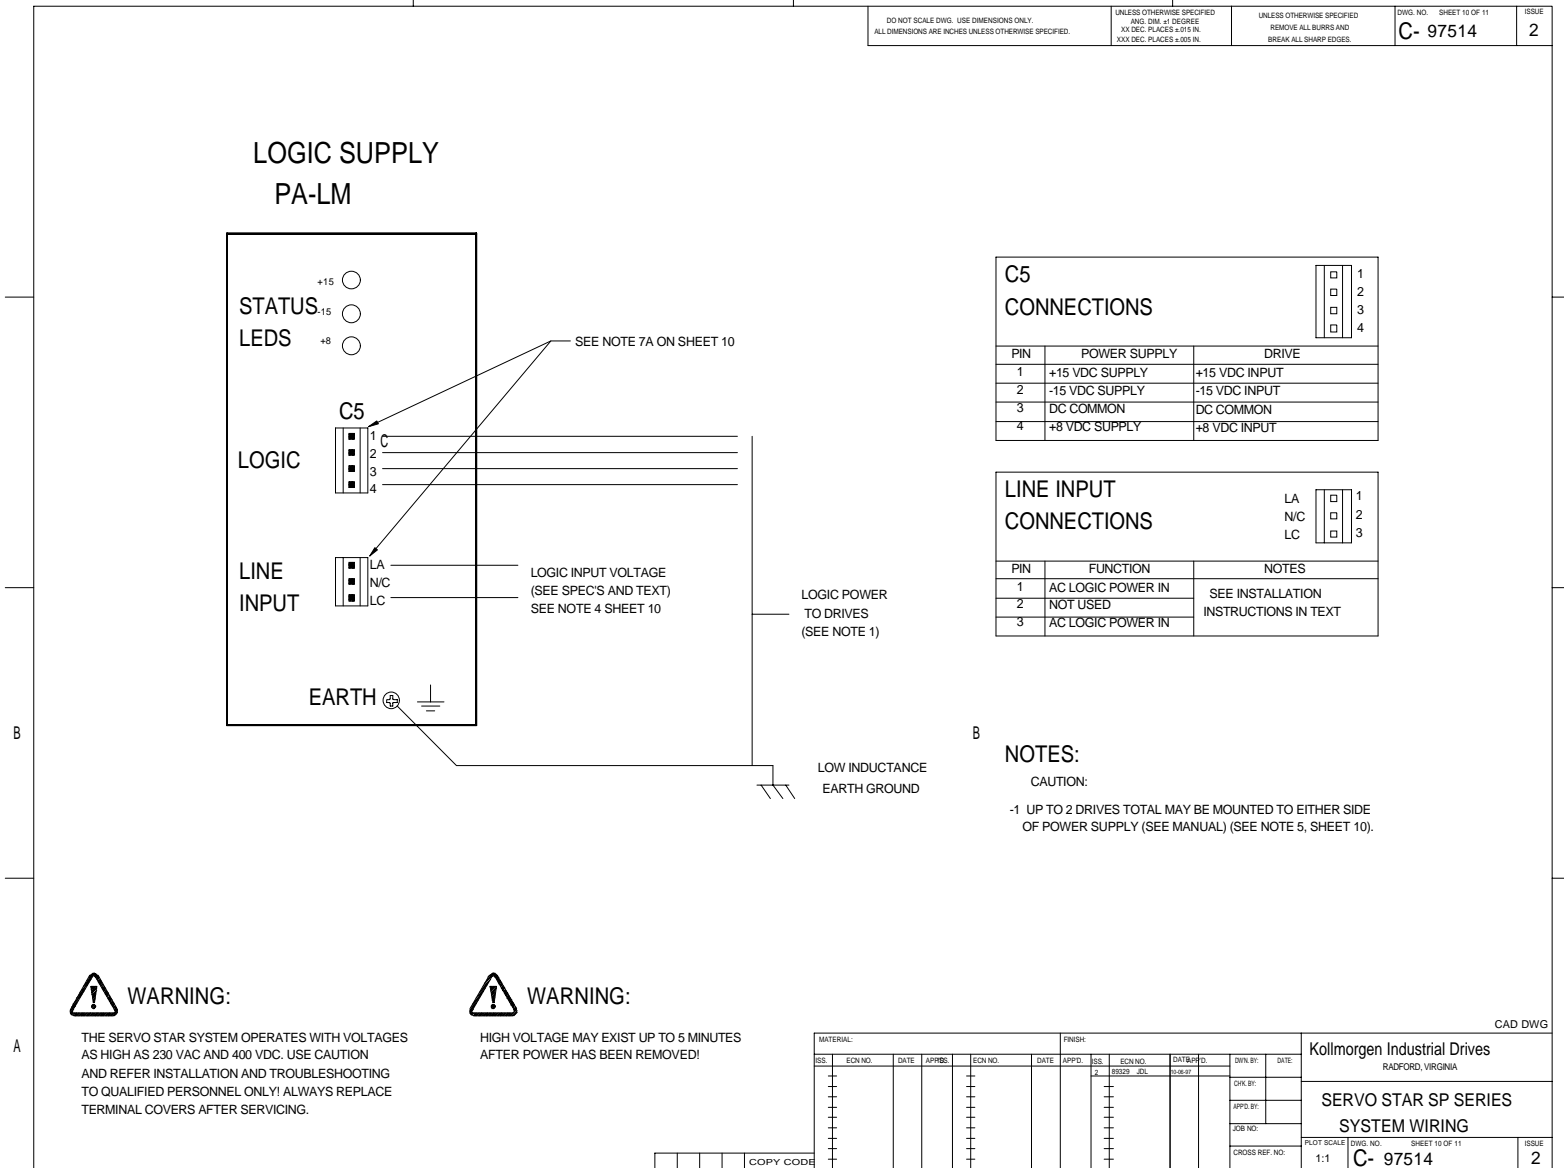 DO NOT SCALE DWG. USE DIMENSIONS ONLY.
ALL DIMENSIONS ARE INCHES UNLESS OTHERWISE SPECIFIED.
UNLESS OTHERWISE SPECIFIED
ANG. DIM. ±1 DEGREE
XX DEC. PLACES ±.015 IN.
XXX DEC. PLACES ±.005 IN.
UNLESS OTHERWISE SPECIFIED
REMOVE ALL BURRS AND
BREAK ALL SHARP EDGES.
DWG. NO. SHEET 10 OF 11
C- 97514
ISSUE
2
LOGIC SUPPLY
PA-LM
+15
STATUS -15
LEDS +8
SEE NOTE 7A ON SHEET 10
C5
LOGIC
1 C
2
3
4
LINE
INPUT
LA
N/C
LC
LOGIC INPUT VOLTAGE
(SEE SPEC'S AND TEXT)
SEE NOTE 4 SHEET 10
LOGIC POWER
TO DRIVES
(SEE NOTE 1)
EARTH
LOW INDUCTANCE
EARTH GROUND
C5
CONNECTIONS
1
2
3
4
PIN POWER SUPPLY DRIVE
1 +15 VDC SUPPLY +15 VDC INPUT
2 -15 VDC SUPPLY -15 VDC INPUT
3 DC COMMON DC COMMON
4 +8 VDC SUPPLY +8 VDC INPUT
LINE INPUT
CONNECTIONS
LA 1
N/C 2
LC 3
PIN FUNCTION NOTES
1 AC LOGIC POWER IN
2 NOT USED
3 AC LOGIC POWER IN
SEE INSTALLATION
INSTRUCTIONS IN TEXT
B
B
NOTES:
CAUTION:
-1 UP TO 2 DRIVES TOTAL MAY BE MOUNTED TO EITHER SIDE
OF POWER SUPPLY (SEE MANUAL) (SEE NOTE 5, SHEET 10).
A
WARNING:
THE SERVO STAR SYSTEM OPERATES WITH VOLTAGES
AS HIGH AS 230 VAC AND 400 VDC. USE CAUTION
AND REFER INSTALLATION AND TROUBLESHOOTING
TO QUALIFIED PERSONNEL ONLY! ALWAYS REPLACE
TERMINAL COVERS AFTER SERVICING.
WARNING:
HIGH VOLTAGE MAY EXIST UP TO 5 MINUTES
AFTER POWER HAS BEEN REMOVED!
CAD DWG
MATERIAL: FINISH:
ISS. ECN NO. DATE APP'D. ISS. ECN NO. DATE APP'D. ISS. ECN NO. DATE APP'D.
2 89329 JDL 10-06-97
DWN. BY: DATE:
CHK. BY:
APP'D. BY:
JOB NO:
CROSS REF. NO:
Kollmorgen Industrial Drives
RADFORD, VIRGINIA
SERVO STAR SP SERIES
SYSTEM WIRING
PLOT SCALE
1:1
DWG. NO. SHEET 10 OF 11
C- 97514
ISSUE
2
COPY CODE